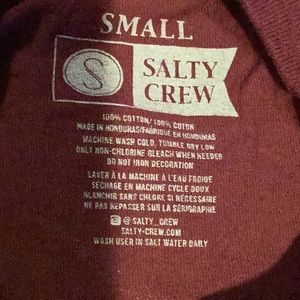 SMALL
S
SALTY
CREW
100% COTTON/ 100% COTON
MADE IN HONDURAS/FABRIQUE EN HONDURAS
MACHINE WASH COLD, TUMBLE DRY LOW
ONLY NON-CHLORINE BLEACH WHEN NEEDED
DO NOT IRON DECORATION
LAVER À LA MACHINE À L'EAU FROIDE
SECHAGE EN MACHINE CYCLE DOUX
BLANCHIR SANS CHLORE SI NÉCESSAIRE
NE PAS REPASSER SUR LA SÉRIGRAPHIE
@ SALTY_CREW
SALTY-CREW.COM
WASH USER IN SALT WATER DAILY